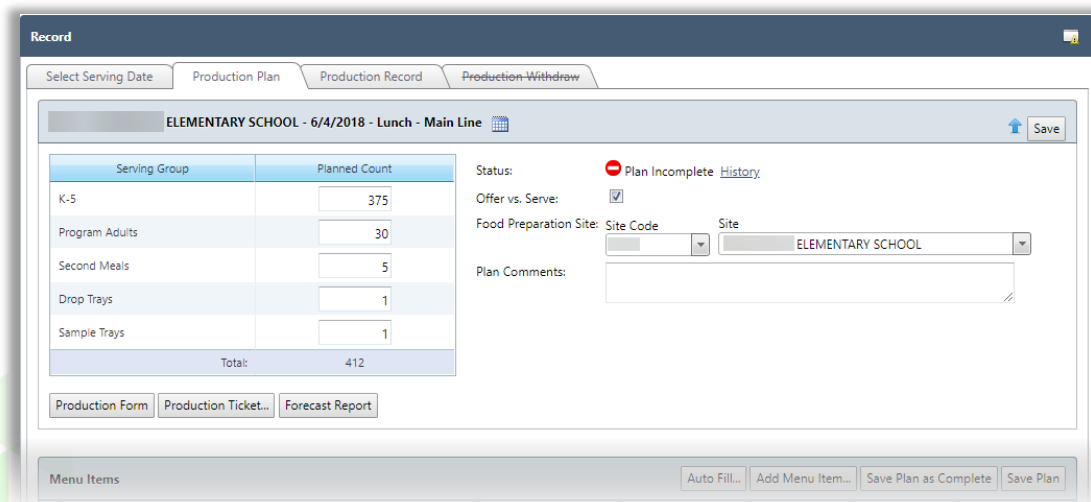 Record
Select Serving Date Production Plan Production Record Production Withdraw
ELEMENTARY SCHOOL - 6/4/2018 - Lunch - Main Line Save
Serving Group Planned Count
K-5 375
Program Adults 30
Second Meals 5
Drop Trays 1
Sample Trays 1
Total: 412
Status: Plan Incomplete History
Offer vs. Serve:
Food Preparation Site: Site Code Site
ELEMENTARY SCHOOL
Plan Comments:
Production Form Production Ticket... Forecast Report
Menu Items Auto Fill... Add Menu Item... Save Plan as Complete Save Plan